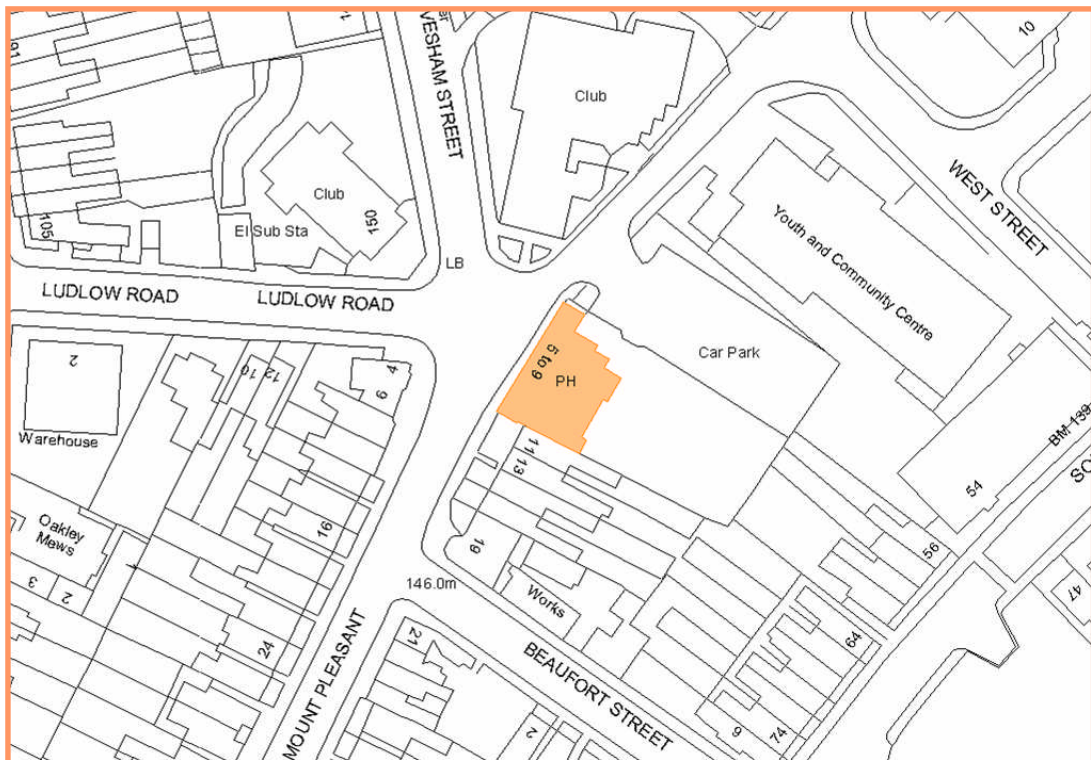 91
VESHAM STREET
10
Club
Club
150
105
El Sub Sta
LB
WEST STREET
Youth and Community Centre
LUDLOW ROAD
LUDLOW ROAD
2
Warehouse
12
10
4
6
5 to 9
PH
Car Park
BM 139
11
13
54
16
Oakley
Mews
3
2
19
56
146.0m
Works
47
24
MOUNT PLEASANT
21
BEAUFORT STREET
64
2
9
74